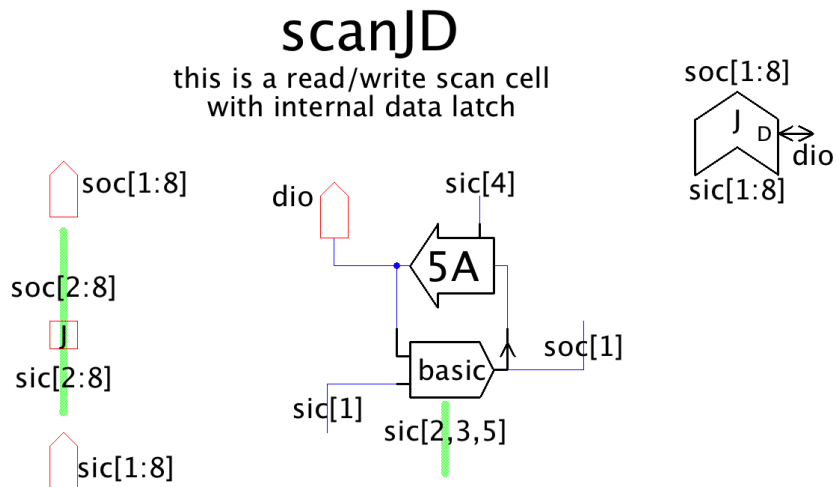 scanJD
this is a read/write scan cell
with internal data latch
soc[1:8]
J
D
dio
sic[1:8]
soc[1:8]
soc[2:8]
J
sic[2:8]
sic[1:8]
dio
sic[4]
5A
basic
soc[1]
sic[1]
sic[2,3,5]